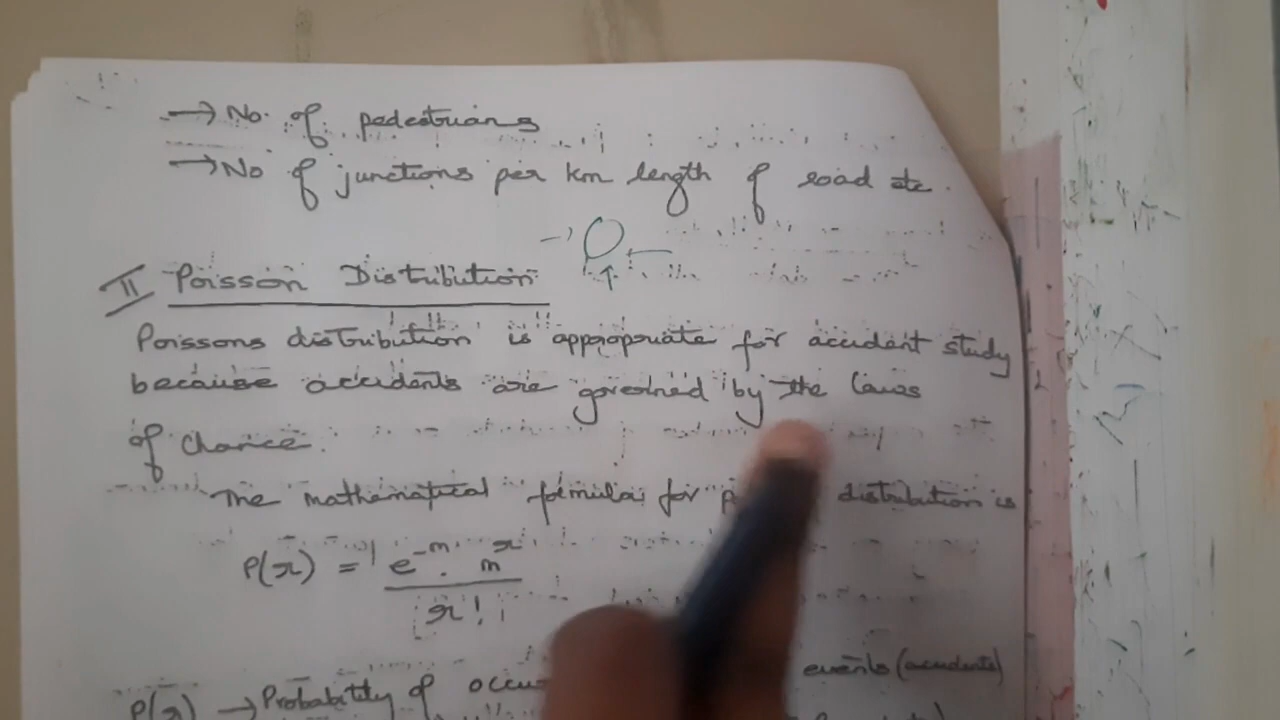 → No. of pedestrians
→ No of junctions per km length of road etc.
II Poisson Distribution
Poissons distribution is appropriate for accident study
because accidents are governed by the laws
of chance.
The mathematical formula for distribution is
P(x) = e^-m . m^x / x!
P(x) → Probability of events (accidents)